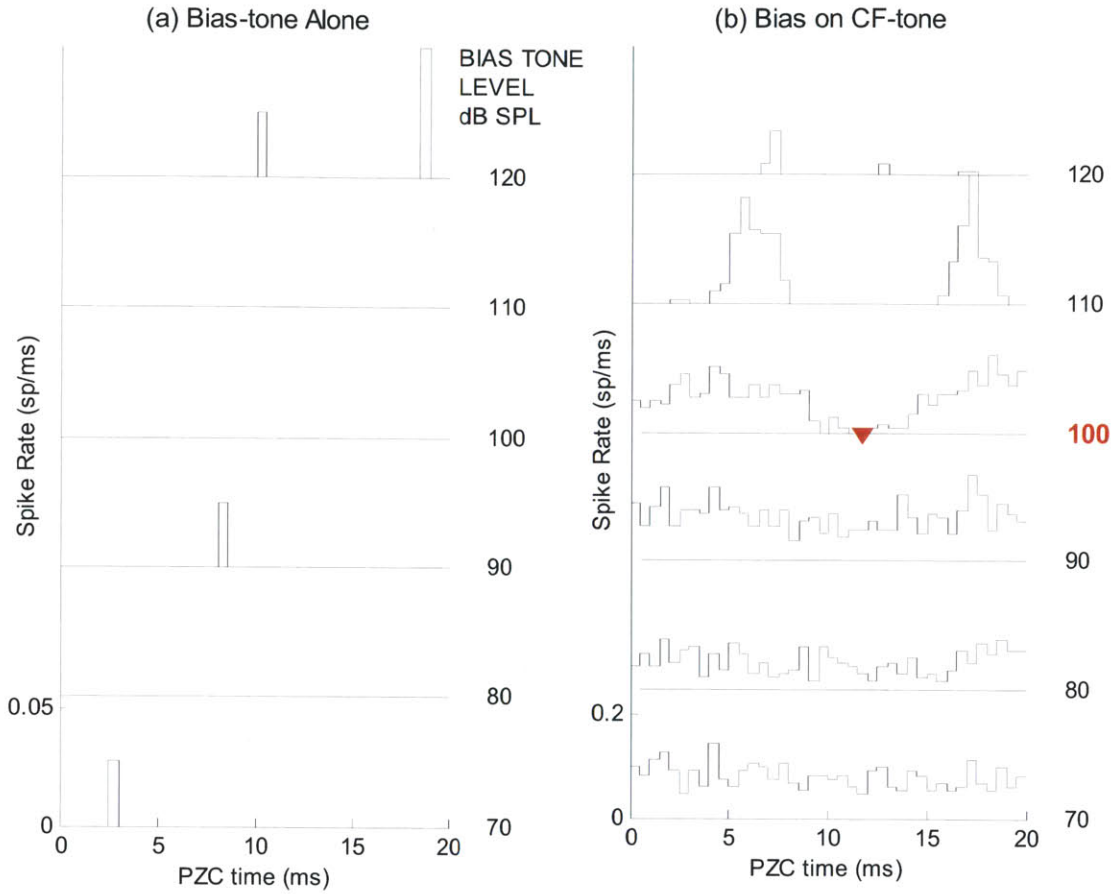 (a) Bias-tone Alone
(b) Bias on CF-tone
BIAS TONE
LEVEL
dB SPL
120
110
100
90
80
70
Spike Rate (sp/ms)
0.05
0
0 5 10 15 20
PZC time (ms)
120
110
100
90
80
70
Spike Rate (sp/ms)
0.2
0
0 5 10 15 20
PZC time (ms)